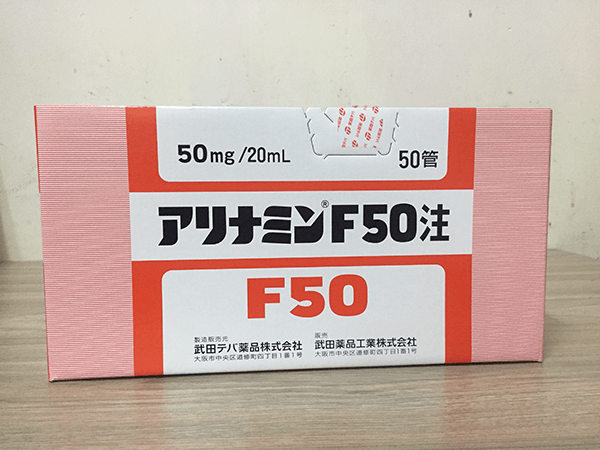 50mg/20mL
50管
アリナミン®F50注
F50
製造販売元
武田テバ薬品株式会社
大阪市中央区道修町四丁目1番1号
販売
武田薬品工業株式会社
大阪市中央区道修町四丁目1番1号